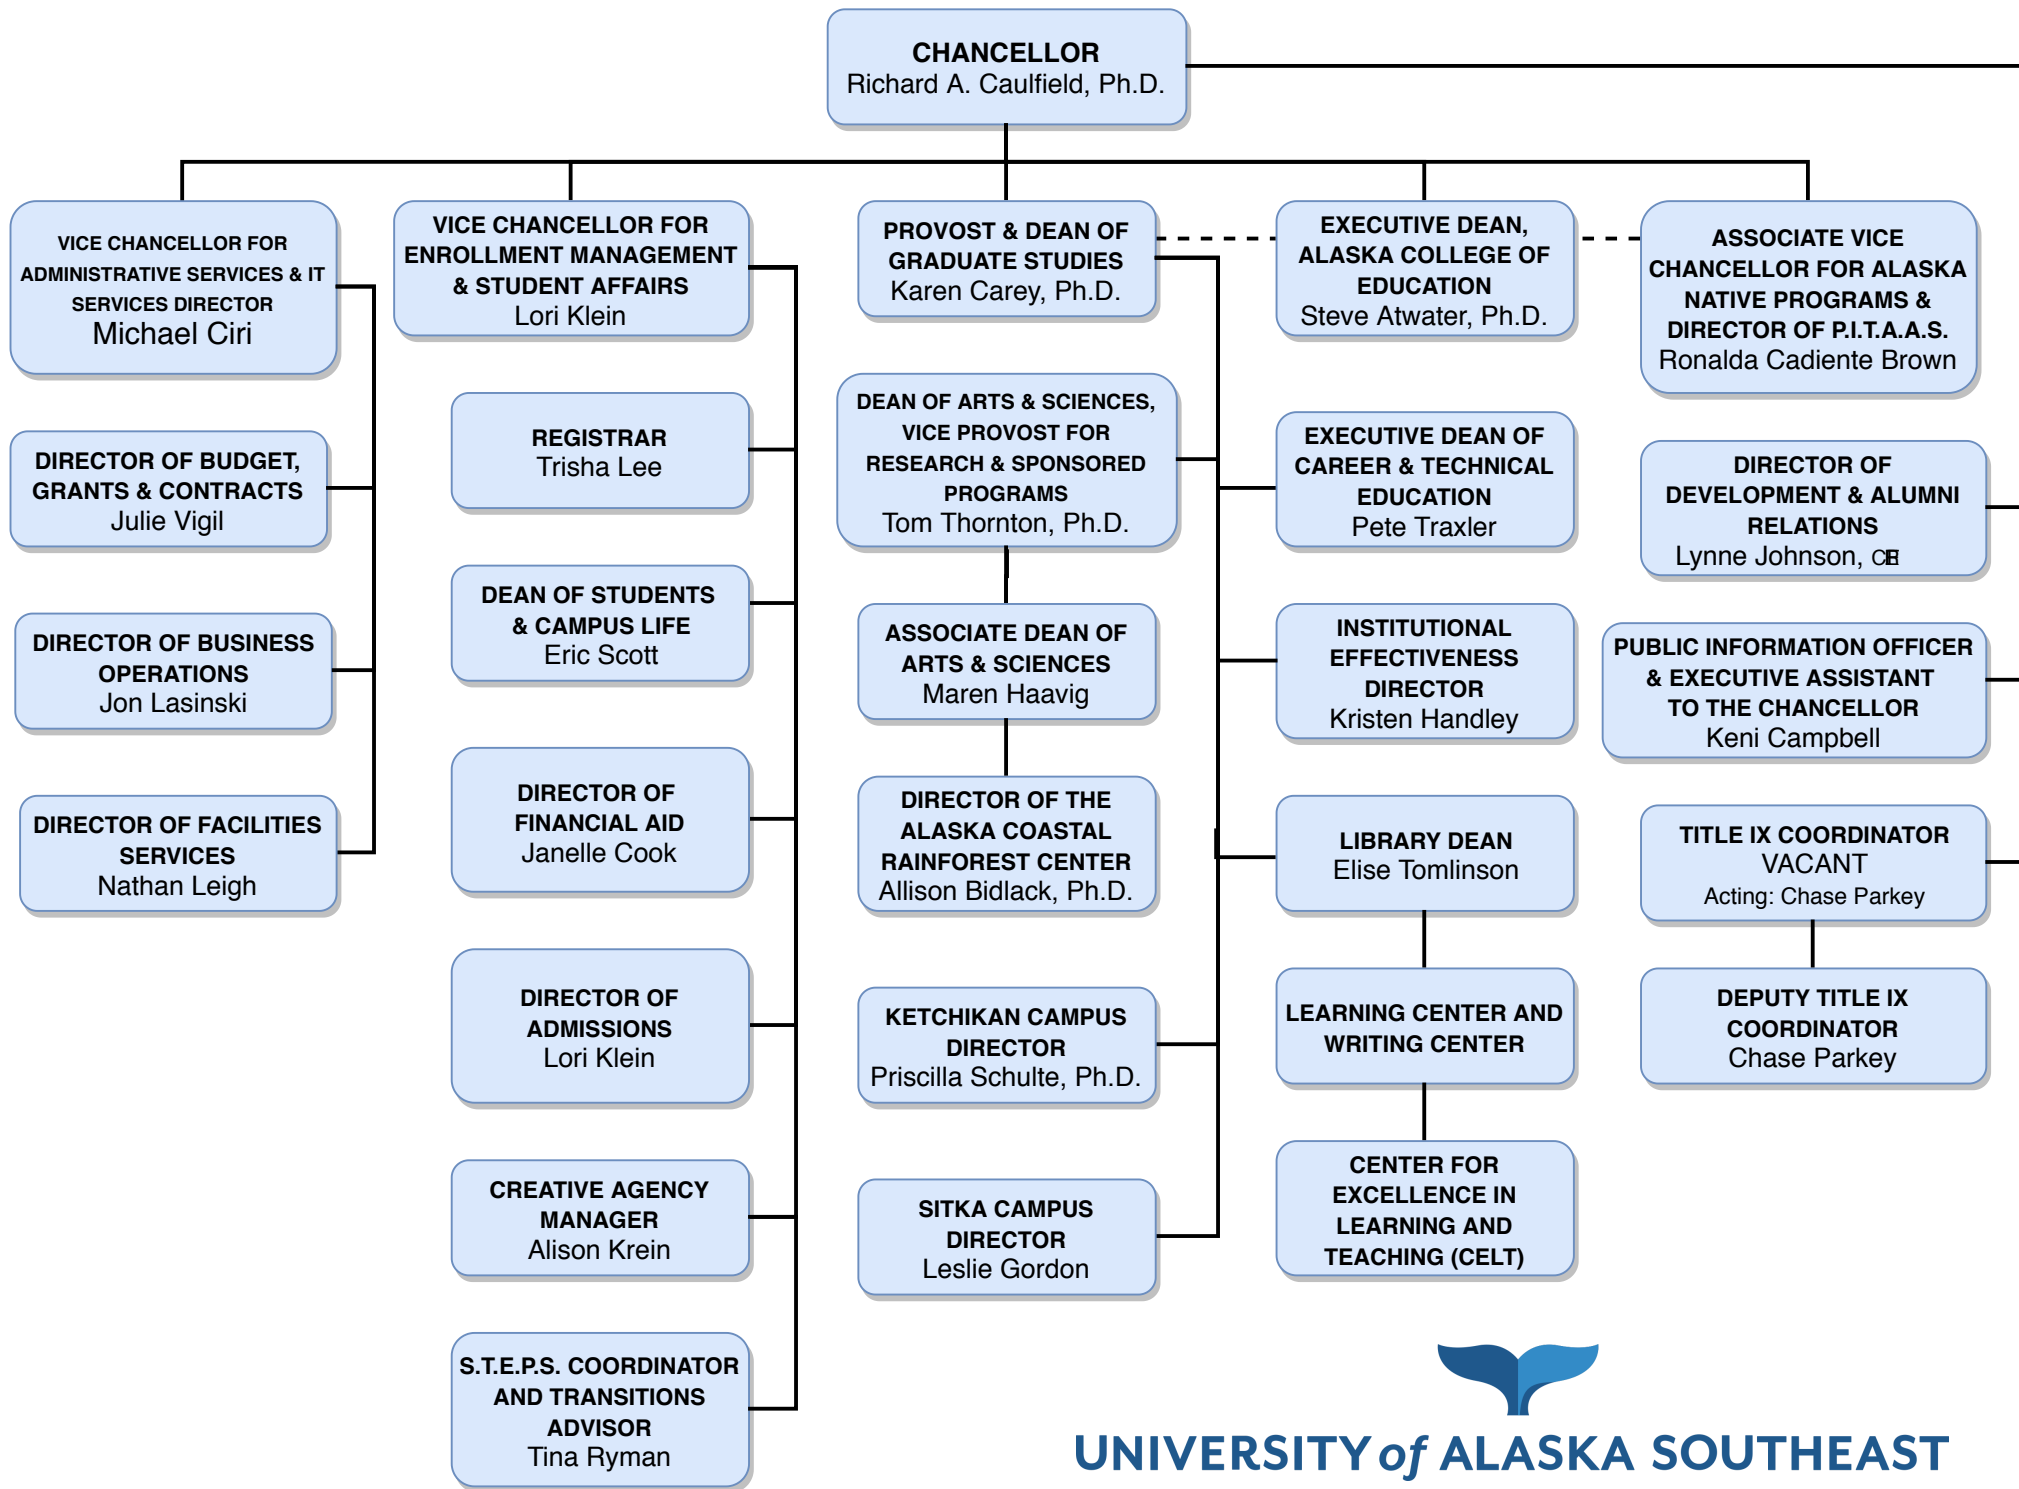 CHANCELLOR
Richard A. Caulfield, Ph.D.
VICE CHANCELLOR FOR
ADMINISTRATIVE SERVICES & IT
SERVICES DIRECTOR
Michael Ciri
DIRECTOR OF BUDGET,
GRANTS & CONTRACTS
Julie Vigil
DIRECTOR OF BUSINESS
OPERATIONS
Jon Lasinski
DIRECTOR OF FACILITIES
SERVICES
Nathan Leigh
VICE CHANCELLOR FOR
ENROLLMENT MANAGEMENT
& STUDENT AFFAIRS
Lori Klein
REGISTRAR
Trisha Lee
DEAN OF STUDENTS
& CAMPUS LIFE
Eric Scott
DIRECTOR OF
FINANCIAL AID
Janelle Cook
DIRECTOR OF
ADMISSIONS
Lori Klein
CREATIVE AGENCY
MANAGER
Alison Krein
S.T.E.P.S. COORDINATOR
AND TRANSITIONS
ADVISOR
Tina Ryman
PROVOST & DEAN OF
GRADUATE STUDIES
Karen Carey, Ph.D.
DEAN OF ARTS & SCIENCES,
VICE PROVOST FOR
RESEARCH & SPONSORED
PROGRAMS
Tom Thornton, Ph.D.
ASSOCIATE DEAN OF
ARTS & SCIENCES
Maren Haavig
DIRECTOR OF THE
ALASKA COASTAL
RAINFOREST CENTER
Allison Bidlack, Ph.D.
KETCHIKAN CAMPUS
DIRECTOR
Priscilla Schulte, Ph.D.
SITKA CAMPUS
DIRECTOR
Leslie Gordon
EXECUTIVE DEAN,
ALASKA COLLEGE OF
EDUCATION
Steve Atwater, Ph.D.
EXECUTIVE DEAN OF
CAREER & TECHNICAL
EDUCATION
Pete Traxler
INSTITUTIONAL
EFFECTIVENESS
DIRECTOR
Kristen Handley
LIBRARY DEAN
Elise Tomlinson
LEARNING CENTER AND
WRITING CENTER
CENTER FOR
EXCELLENCE IN
LEARNING AND
TEACHING (CELT)
ASSOCIATE VICE
CHANCELLOR FOR ALASKA
NATIVE PROGRAMS &
DIRECTOR OF P.I.T.A.A.S.
Ronalda Cadiente Brown
DIRECTOR OF
DEVELOPMENT & ALUMNI
RELATIONS
Lynne Johnson,
PUBLIC INFORMATION OFFICER
& EXECUTIVE ASSISTANT
TO THE CHANCELLOR
Keni Campbell
TITLE IX COORDINATOR
VACANT
Acting: Chase Parkey
DEPUTY TITLE IX
COORDINATOR
Chase Parkey
UNIVERSITY of ALASKA SOUTHEAST